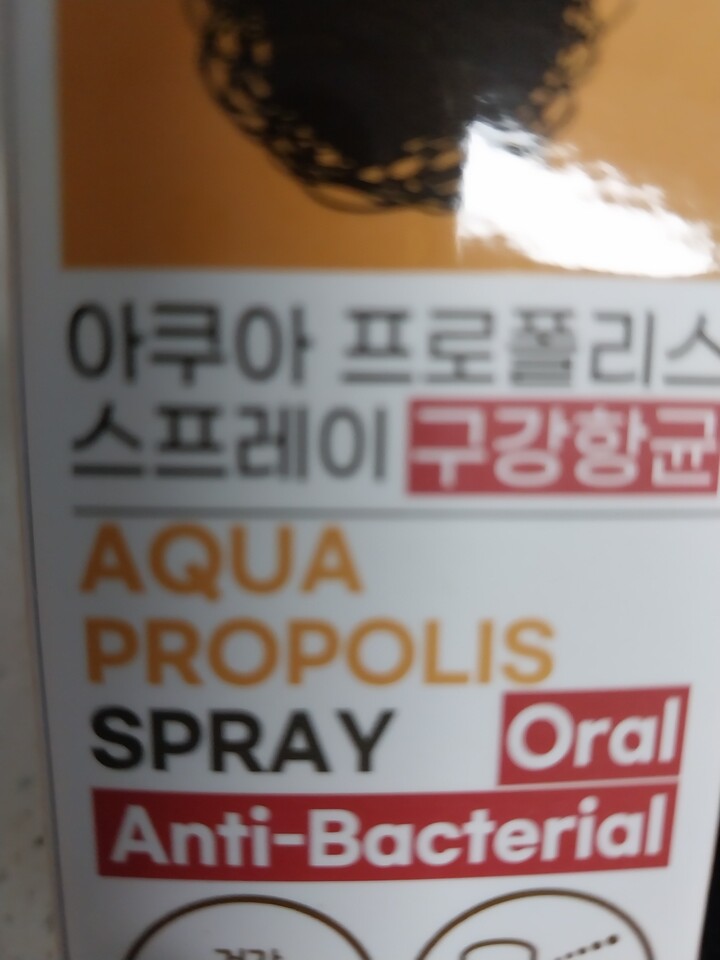 아쿠아 프로폴리스
스프레이 구강항균
AQUA
PROPOLIS
SPRAY Oral
Anti-Bacterial